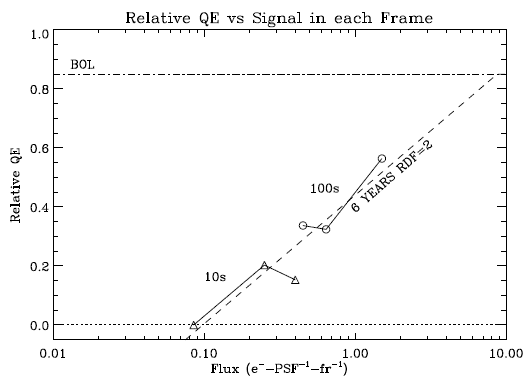 Relative QE vs Signal in each Frame
1.0
BOL
0.8
0.6
Relative QE
100s
6 YEARS RDF=2
0.4
0.2
10s
0.0
0.01 0.10 1.00 10.00
Flux (e⁻–PSF⁻¹–fr⁻¹)